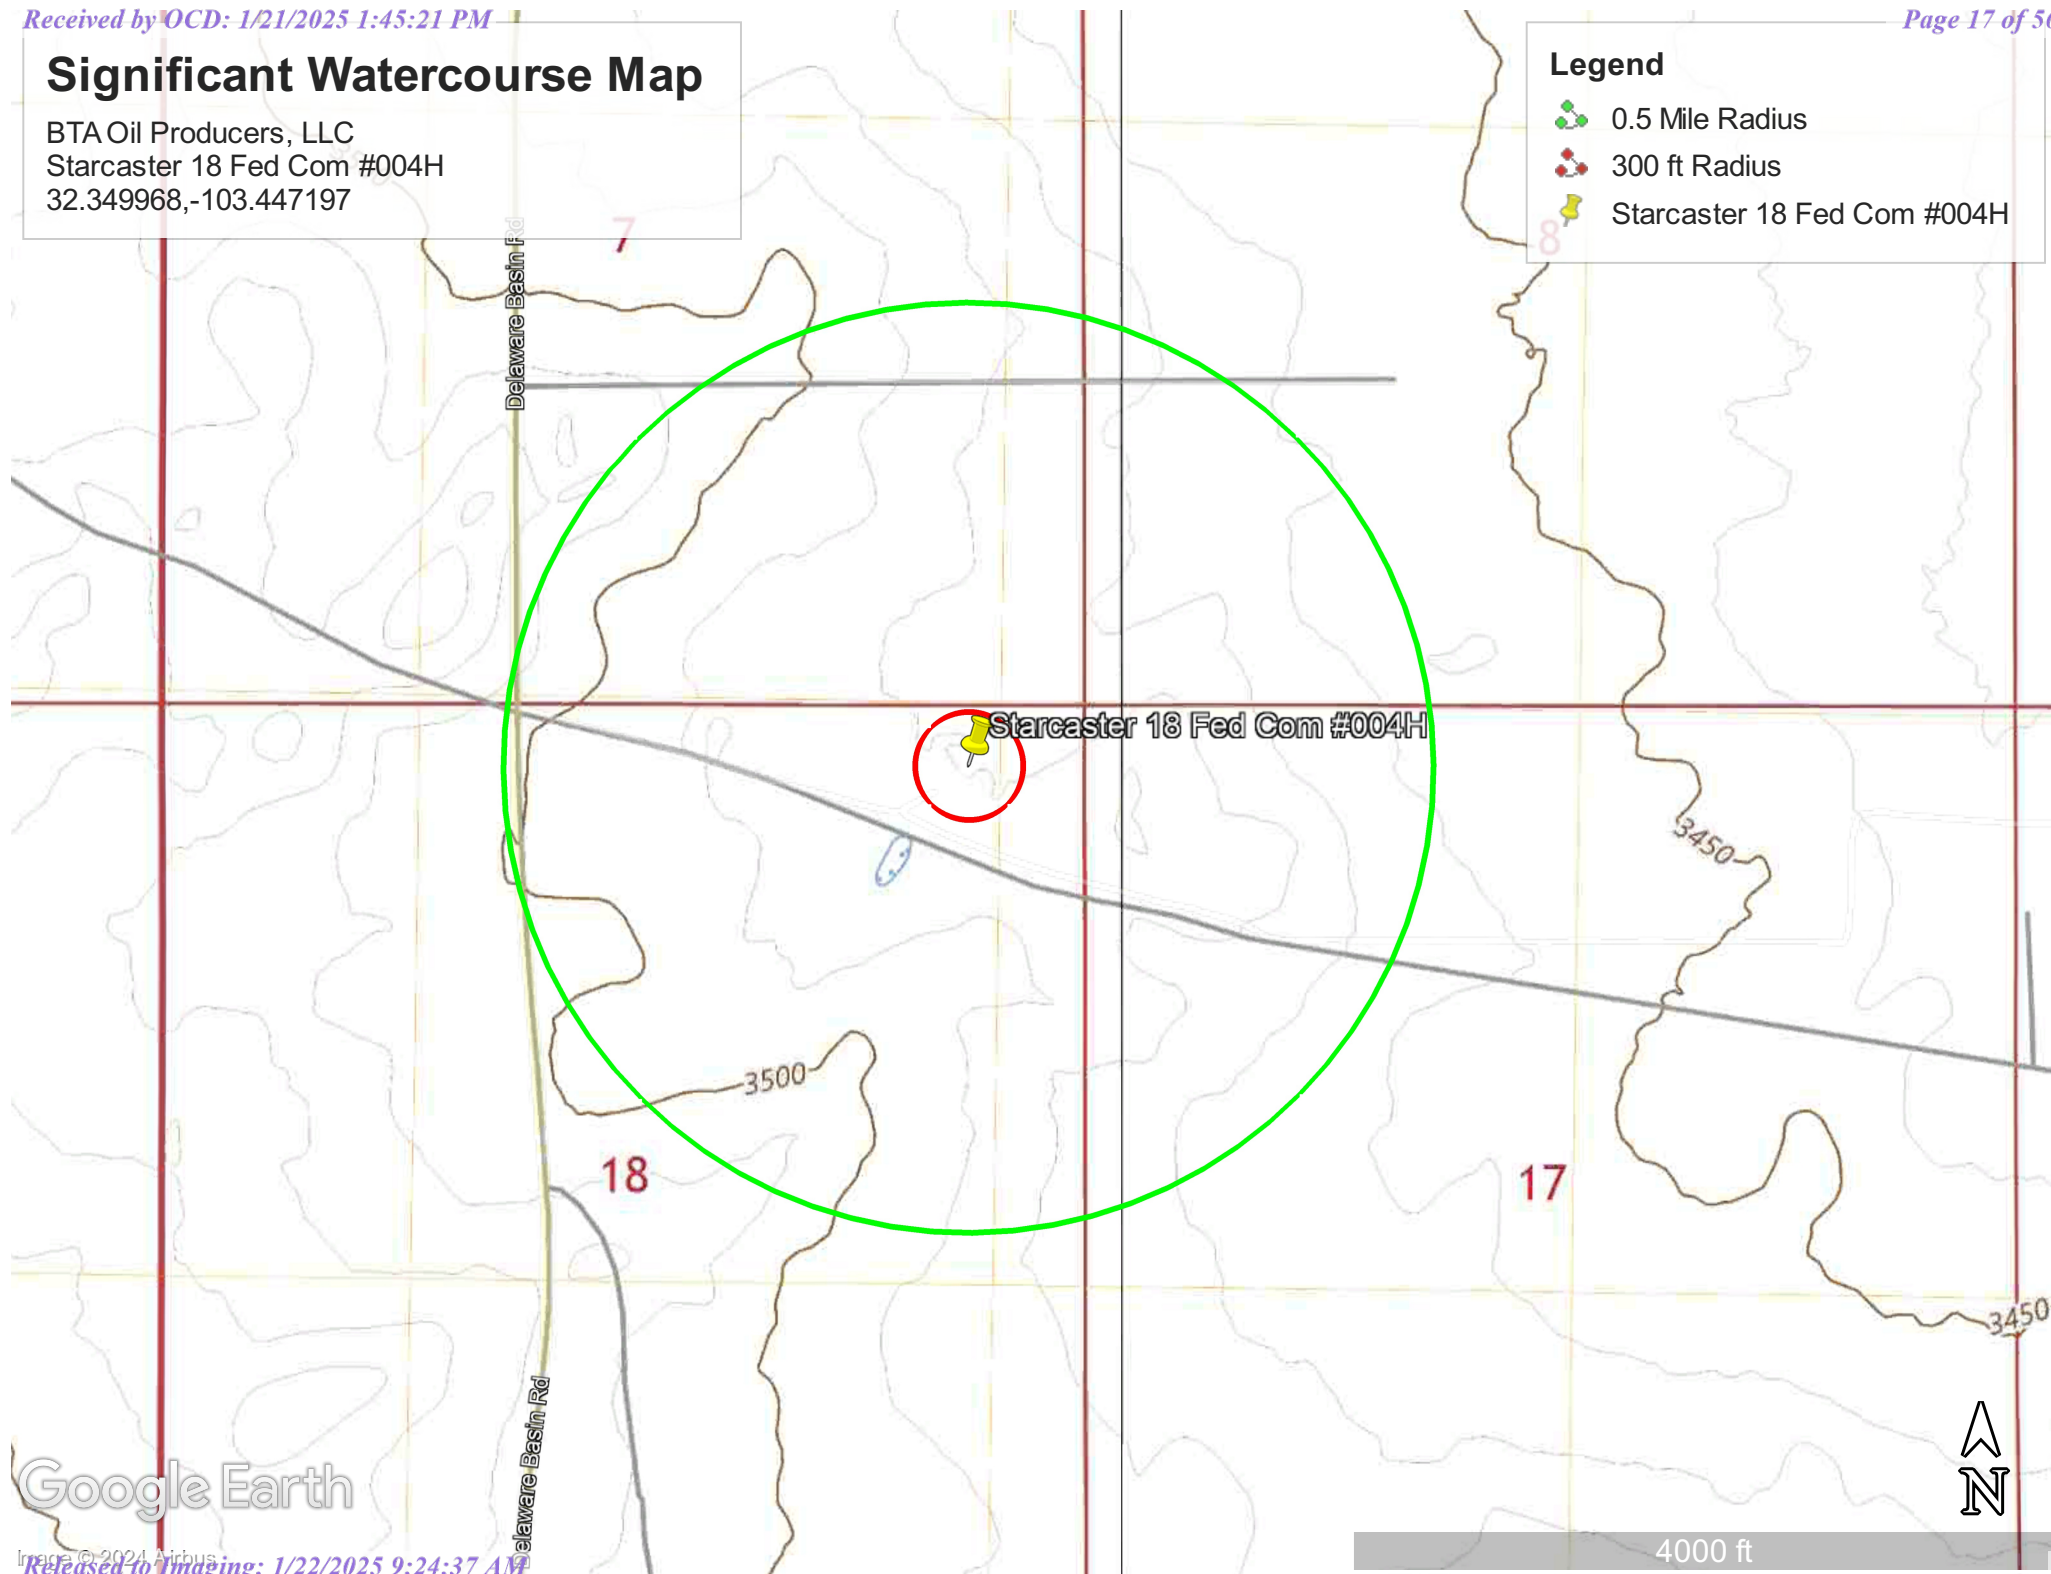 Received by OCD: 1/21/2025 1:45:21 PM
Page 17 of
Significant Watercourse Map
BTA Oil Producers, LLC
Starcaster 18 Fed Com #004H
32.349968,-103.447197
Legend
0.5 Mile Radius
300 ft Radius
Starcaster 18 Fed Com #004H
7
8
Delaware Basin Rd
Starcaster 18 Fed Com #004H
3450
3500
18
17
3450
Delaware Basin Rd
N
Google Earth
4000 ft
Image © 2024 Airbus
Released to Imaging: 1/22/2025 9:24:37 AM